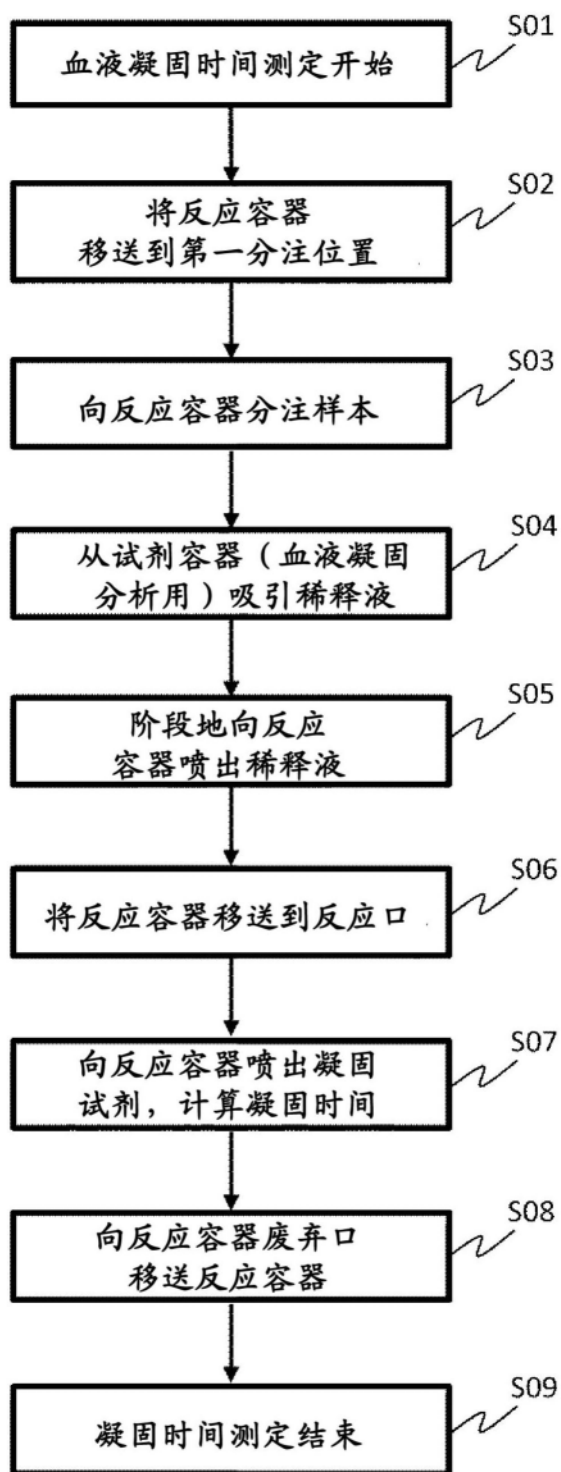 S01
血液凝固时间测定开始
S02
将反应容器
移送到第一分注位置
S03
向反应容器分注样本
S04
从试剂容器（血液凝固
分析用）吸引稀释液
S05
阶段地向反应
容器喷出稀释液
S06
将反应容器移送到反应口
S07
向反应容器喷出凝固
试剂，计算凝固时间
S08
向反应容器废弃口
移送反应容器
S09
凝固时间测定结束